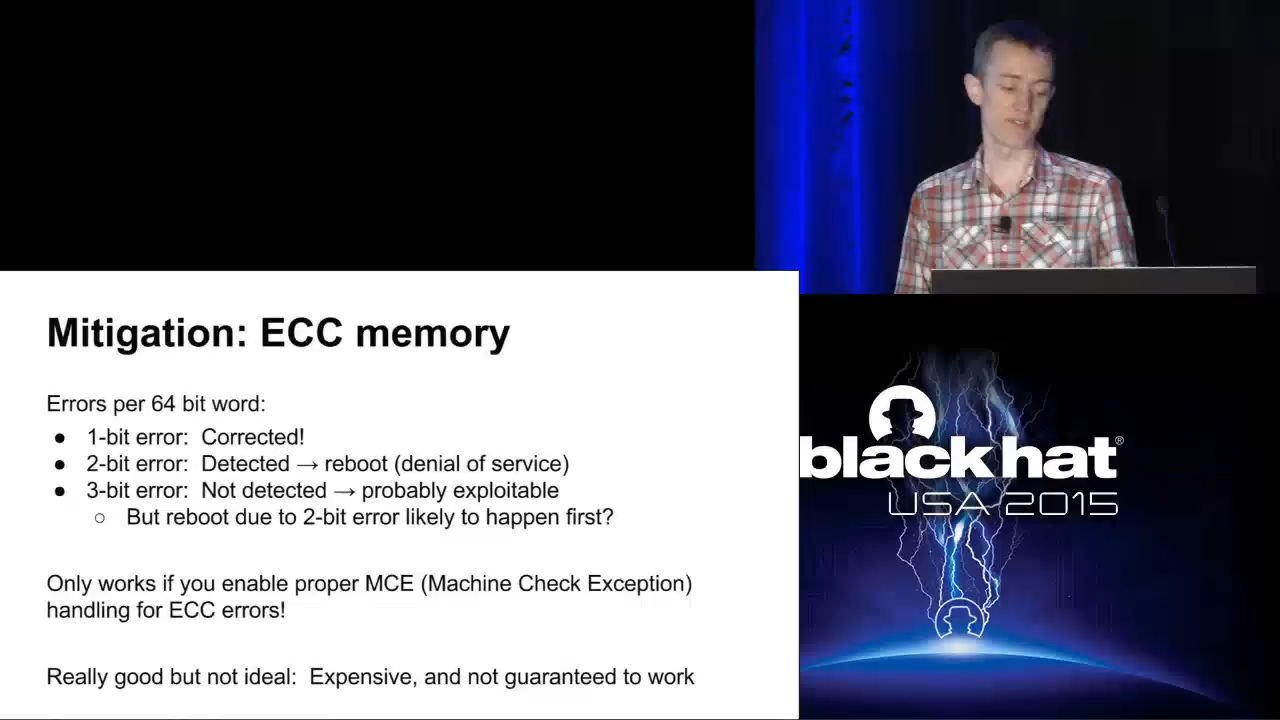 Mitigation: ECC memory
Errors per 64 bit word:
● 1-bit error: Corrected!
● 2-bit error: Detected → reboot (denial of service)
● 3-bit error: Not detected → probably exploitable
○ But reboot due to 2-bit error likely to happen first?
Only works if you enable proper MCE (Machine Check Exception)
handling for ECC errors!
Really good but not ideal: Expensive, and not guaranteed to work
black hat®
USA 2015